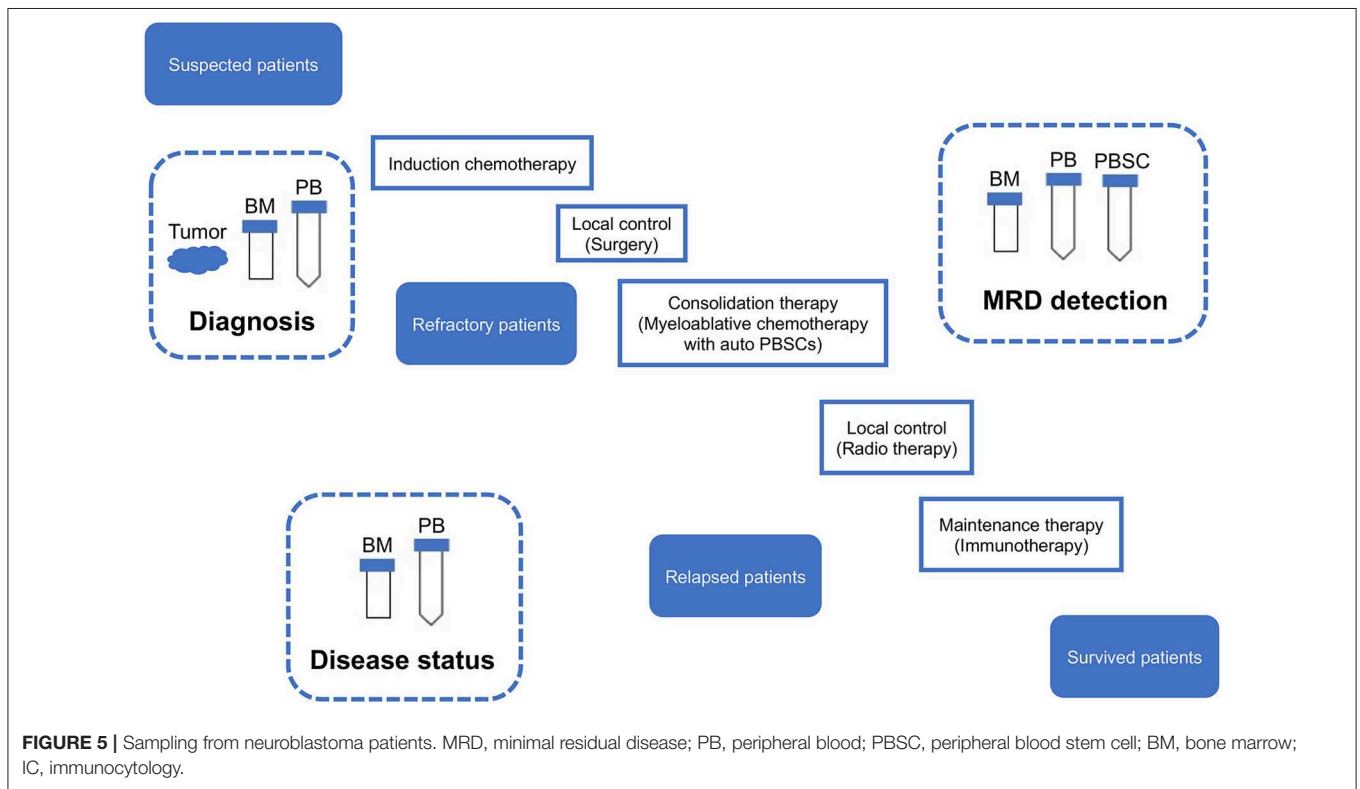 Suspected patients
Induction chemotherapy
Tumor
BM
PB
Diagnosis
Local control
(Surgery)
BM
PB
PBSC
MRD detection
Refractory patients
Consolidation therapy
(Myeloablative chemotherapy
with auto PBSCs)
Local control
(Radio therapy)
BM
PB
Disease status
Relapsed patients
Maintenance therapy
(Immunotherapy)
Survived patients
FIGURE 5 | Sampling from neuroblastoma patients. MRD, minimal residual disease; PB, peripheral blood; PBSC, peripheral blood stem cell; BM, bone marrow;
IC, immunocytology.